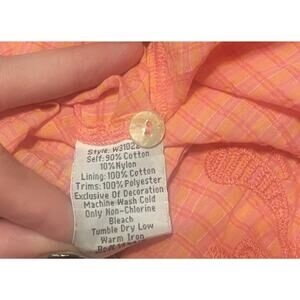 Style: W31022
Self: 90% Cotton
10% Nylon
Lining: 100% Cotton
Trims: 100% Polyester
Exclusive Of Decoration
Machine Wash Cold
Only Non-Chlorine
Bleach
Tumble Dry Low
Warm Iron